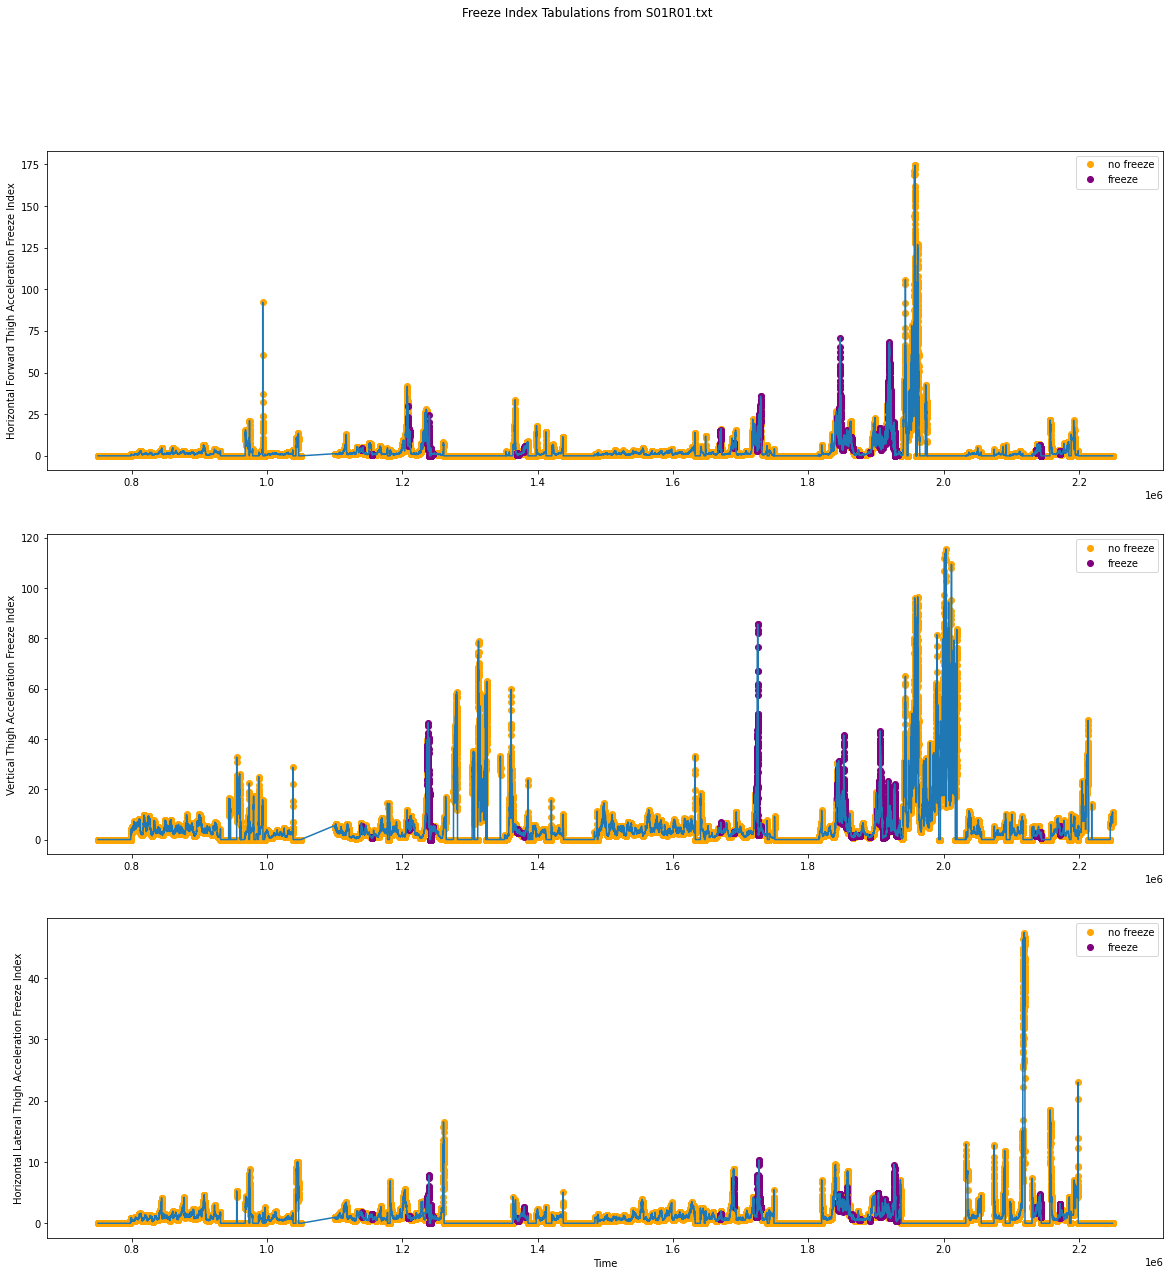 Freeze Index Tabulations from S01R01.txt
Horizontal Forward Thigh Acceleration Freeze Index
175
150
125
100
75
50
25
0
no freeze
freeze
0.8 1.0 1.2 1.4 1.6 1.8 2.0 2.2
1e6
Vertical Thigh Acceleration Freeze Index
120
100
80
60
40
20
0
no freeze
freeze
0.8 1.0 1.2 1.4 1.6 1.8 2.0 2.2
1e6
Horizontal Lateral Thigh Acceleration Freeze Index
40
30
20
10
0
no freeze
freeze
0.8 1.0 1.2 1.4 1.6 1.8 2.0 2.2
Time
1e6